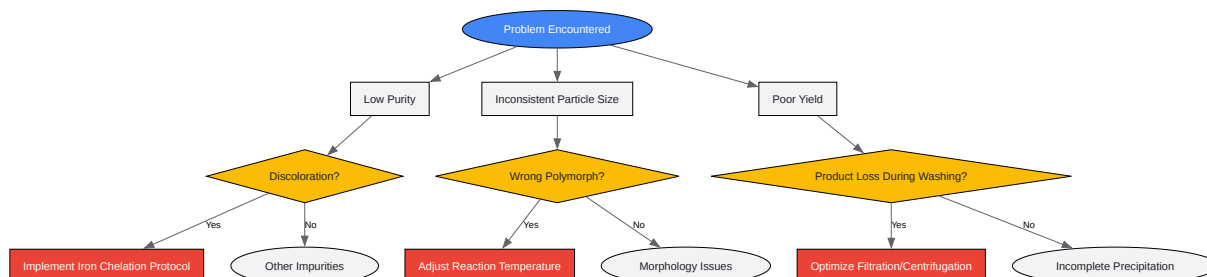 Problem Encountered
Low Purity
Inconsistent Particle Size
Poor Yield
Discoloration?
Wrong Polymorph?
Product Loss During Washing?
Yes
No
Yes
No
Yes
No
Implement Iron Chelation Protocol
Other Impurities
Adjust Reaction Temperature
Morphology Issues
Optimize Filtration/Centrifugation
Incomplete Precipitation